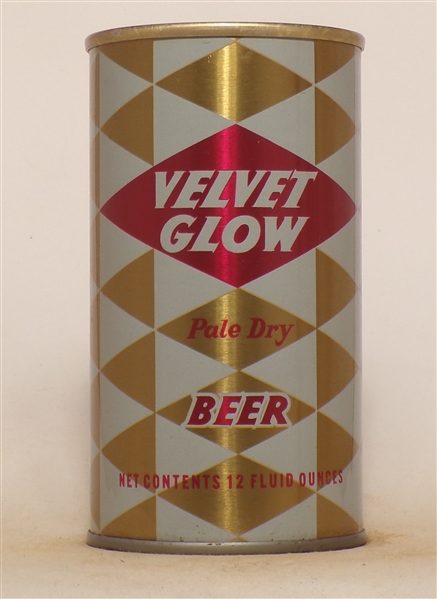 VELVET
GLOW
Pale Dry
BEER
NET CONTENTS 12 FLUID OUNCES